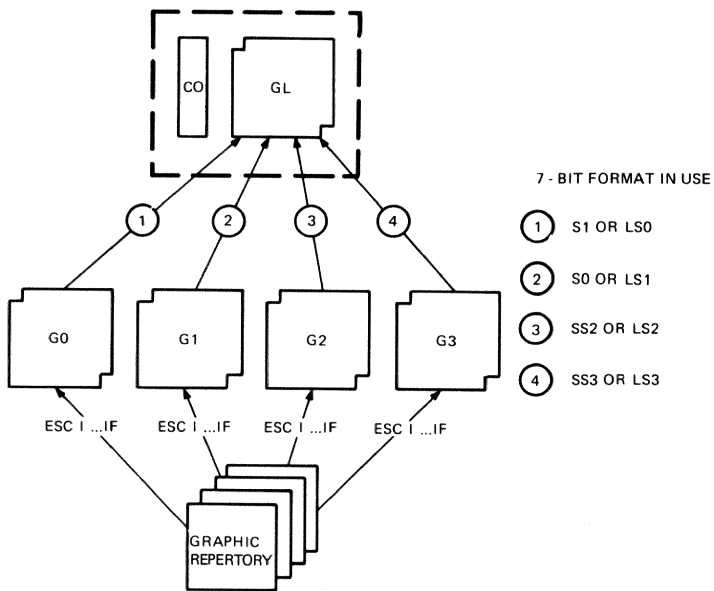 CO
GL
7 - BIT FORMAT IN USE
1
2
3
4
1 S1 OR LS0
2 S0 OR LS1
3 SS2 OR LS2
4 SS3 OR LS3
G0
G1
G2
G3
ESC I ...IF
ESC I ...IF
ESC I ...IF
ESC I ...IF
GRAPHIC
REPERTORY